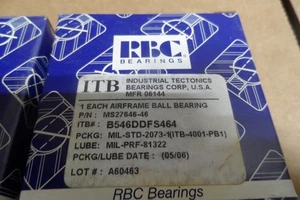 RBC
BEARINGS
ITB
INDUSTRIAL TECTONICS
BEARINGS CORP, U.S.A.
MFR 06144
1 EACH AIRFRAME BALL BEARING
P/N : MS27646-46
ITB#: B546DDFS464
PCKG: MIL-STD-2073-1(ITB-4001-PB1)
LUBE: MIL-PRF-81322
PCKG/LUBE DATE : (05/06)
LOT # A60463
RBC Bearings